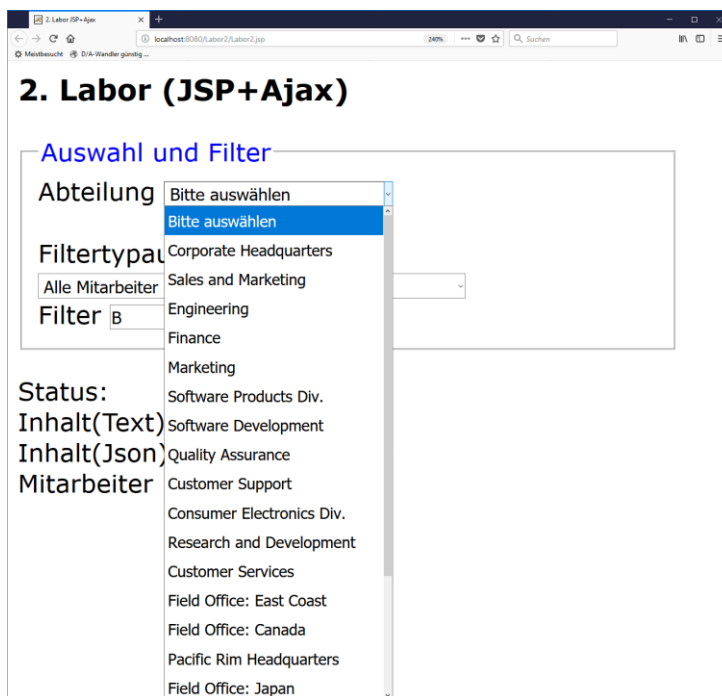 2. Labor JSP+Ajax
localhost:8080/Labor2/Labor2.jsp
240%
Suchen
Meistbesucht
D/A-Wandler günstig ...
2. Labor (JSP+Ajax)
Auswahl und Filter
Abteilung
Bitte auswählen
Bitte auswählen
Corporate Headquarters
Filtertypau
Sales and Marketing
Alle Mitarbeiter
Engineering
Filter B
Finance
Marketing
Status:
Software Products Div.
Inhalt(Text)
Software Development
Inhalt(Json)
Quality Assurance
Mitarbeiter
Customer Support
Consumer Electronics Div.
Research and Development
Customer Services
Field Office: East Coast
Field Office: Canada
Pacific Rim Headquarters
Field Office: Japan